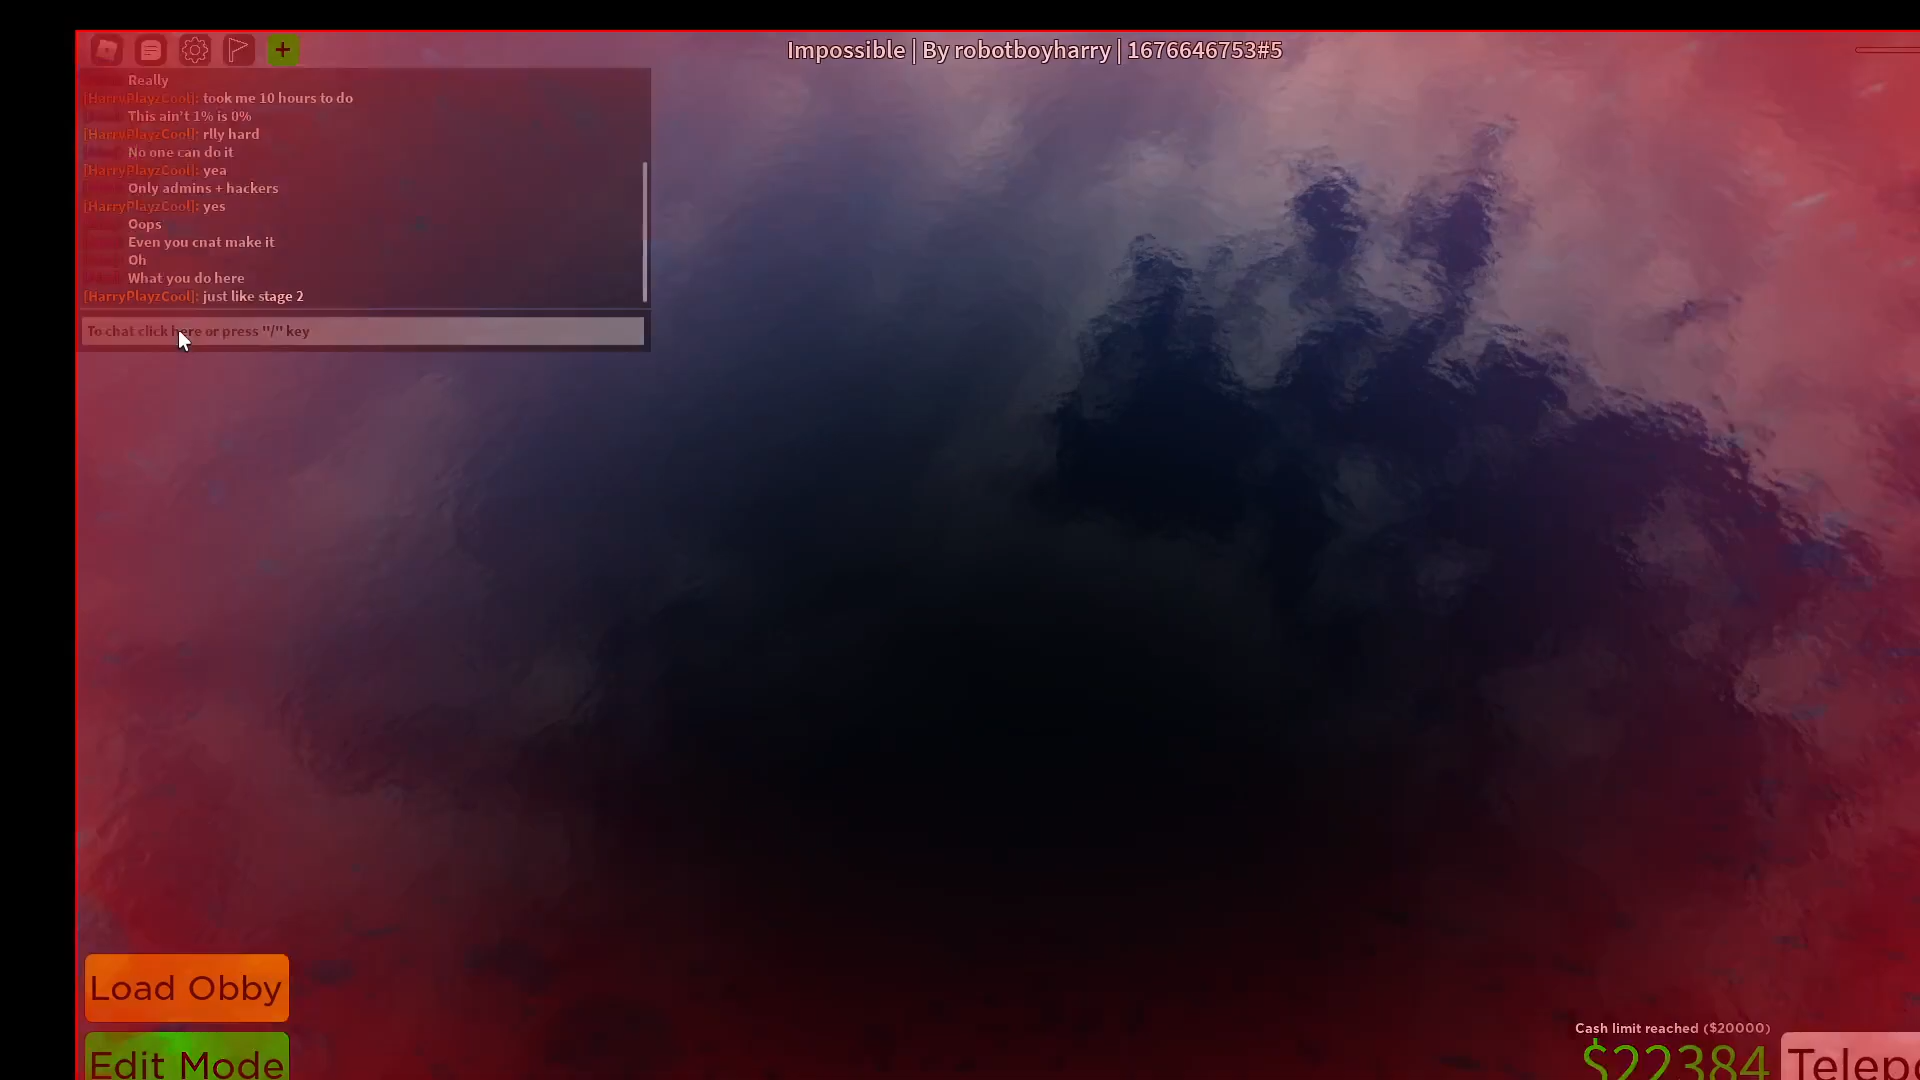 Impossible | By robotboyharry | 1676646753#5
Really
[HarryPlayzCool]: took me 10 hours to do
This ain't 1% is 0%
[HarryPlayzCool]: rlly hard
No one can do it
[HarryPlayzCool]: yea
Only admins + hackers
[HarryPlayzCool]: yes
Oops
Even you cnat make it
Oh
What you do here
[HarryPlayzCool]: just like stage 2
To chat click here or press "/" key
Load Obby
Edit Mode
Cash limit reached ($20000)
$22384
Telep